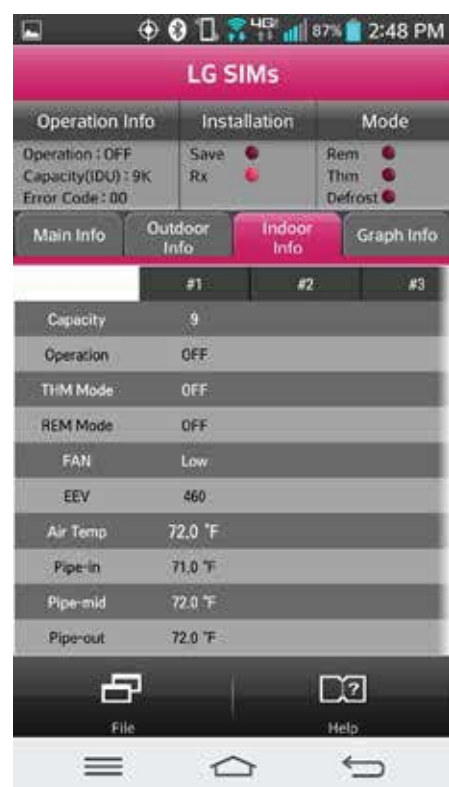 4G 87% 2:48 PM
LG SIMs
Operation Info Installation Mode
Operation : OFF Save Rem
Capacity(IDU) : 9K Rx Thm
Error Code : 00 Defrost
Main Info Outdoor Info Indoor Info Graph Info
#1 #2 #3
Capacity 9
Operation OFF
THM Mode OFF
REM Mode OFF
FAN Low
EEV 460
Air Temp 72.0 °F
Pipe-in 71.0 °F
Pipe-mid 72.0 °F
Pipe-out 72.0 °F
File Help